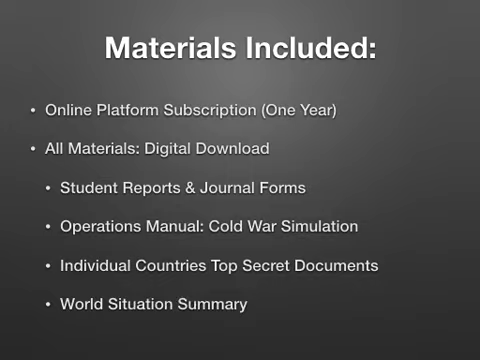 Materials Included:
• Online Platform Subscription (One Year)
• All Materials: Digital Download
• Student Reports & Journal Forms
• Operations Manual: Cold War Simulation
• Individual Countries Top Secret Documents
• World Situation Summary